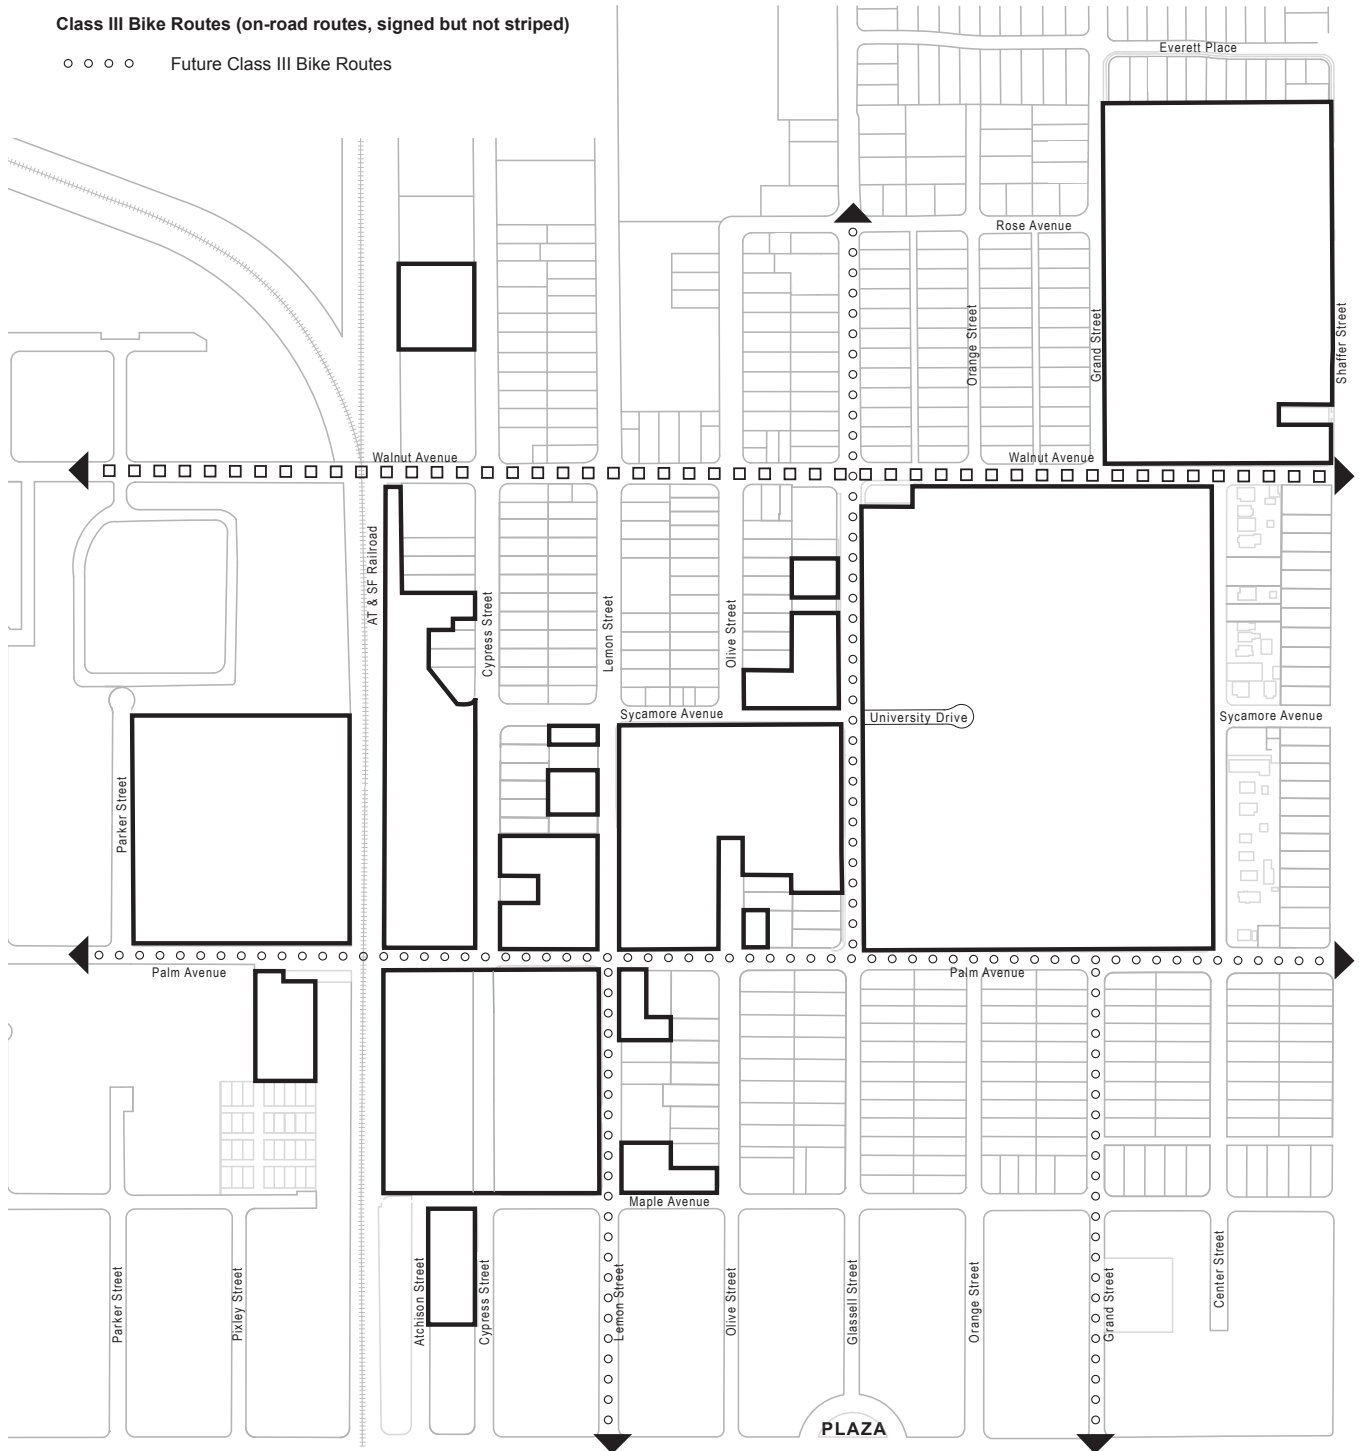 Class III Bike Routes (on-road routes, signed but not striped)
Future Class III Bike Routes
Everett Place
Rose Avenue
Orange Street
Grand Street
Shaffer Street
Walnut Avenue
Walnut Avenue
AT & SF Railroad
Cypress Street
Lemon Street
Olive Street
Sycamore Avenue
University Drive
Sycamore Avenue
Parker Street
Palm Avenue
Palm Avenue
Maple Avenue
Parker Street
Pixley Street
Atchison Street
Cypress Street
Lemon Street
Olive Street
Glassell Street
Orange Street
Grand Street
Center Street
PLAZA